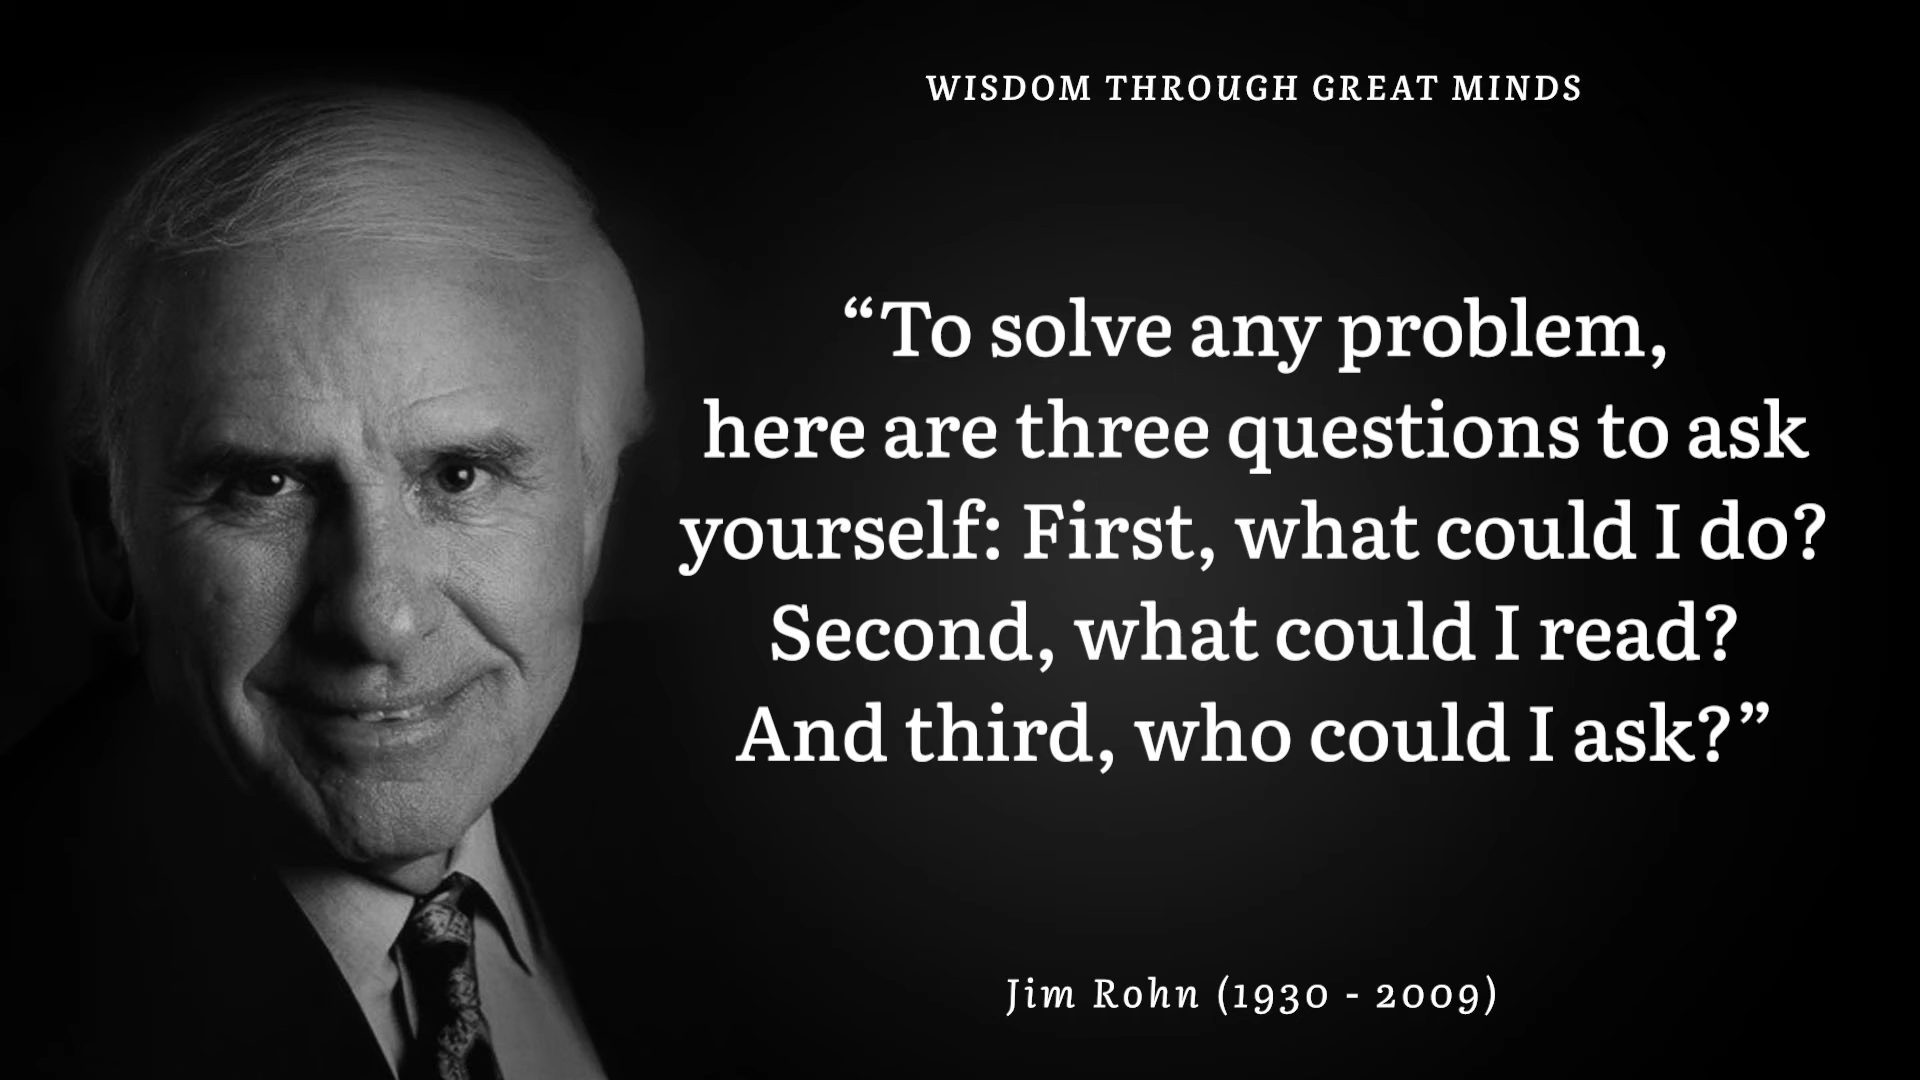 WISDOM THROUGH GREAT MINDS
“To solve any problem,
here are three questions to ask
yourself: First, what could I do?
Second, what could I read?
And third, who could I ask?”
Jim Rohn (1930 - 2009)